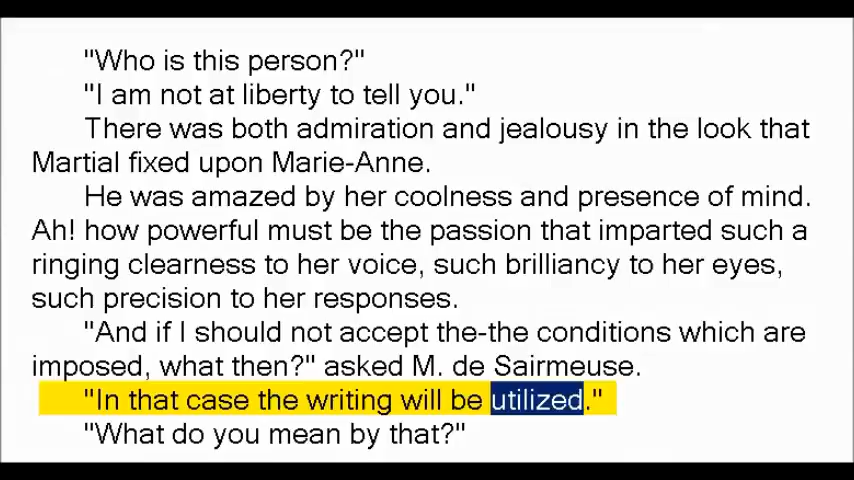 "Who is this person?"
"I am not at liberty to tell you."
There was both admiration and jealousy in the look that
Martial fixed upon Marie-Anne.
He was amazed by her coolness and presence of mind.
Ah! how powerful must be the passion that imparted such a
ringing clearness to her voice, such brilliancy to her eyes,
such precision to her responses.
"And if I should not accept the-the conditions which are
imposed, what then?" asked M. de Sairmeuse.
"In that case the writing will be utilized."
"What do you mean by that?"